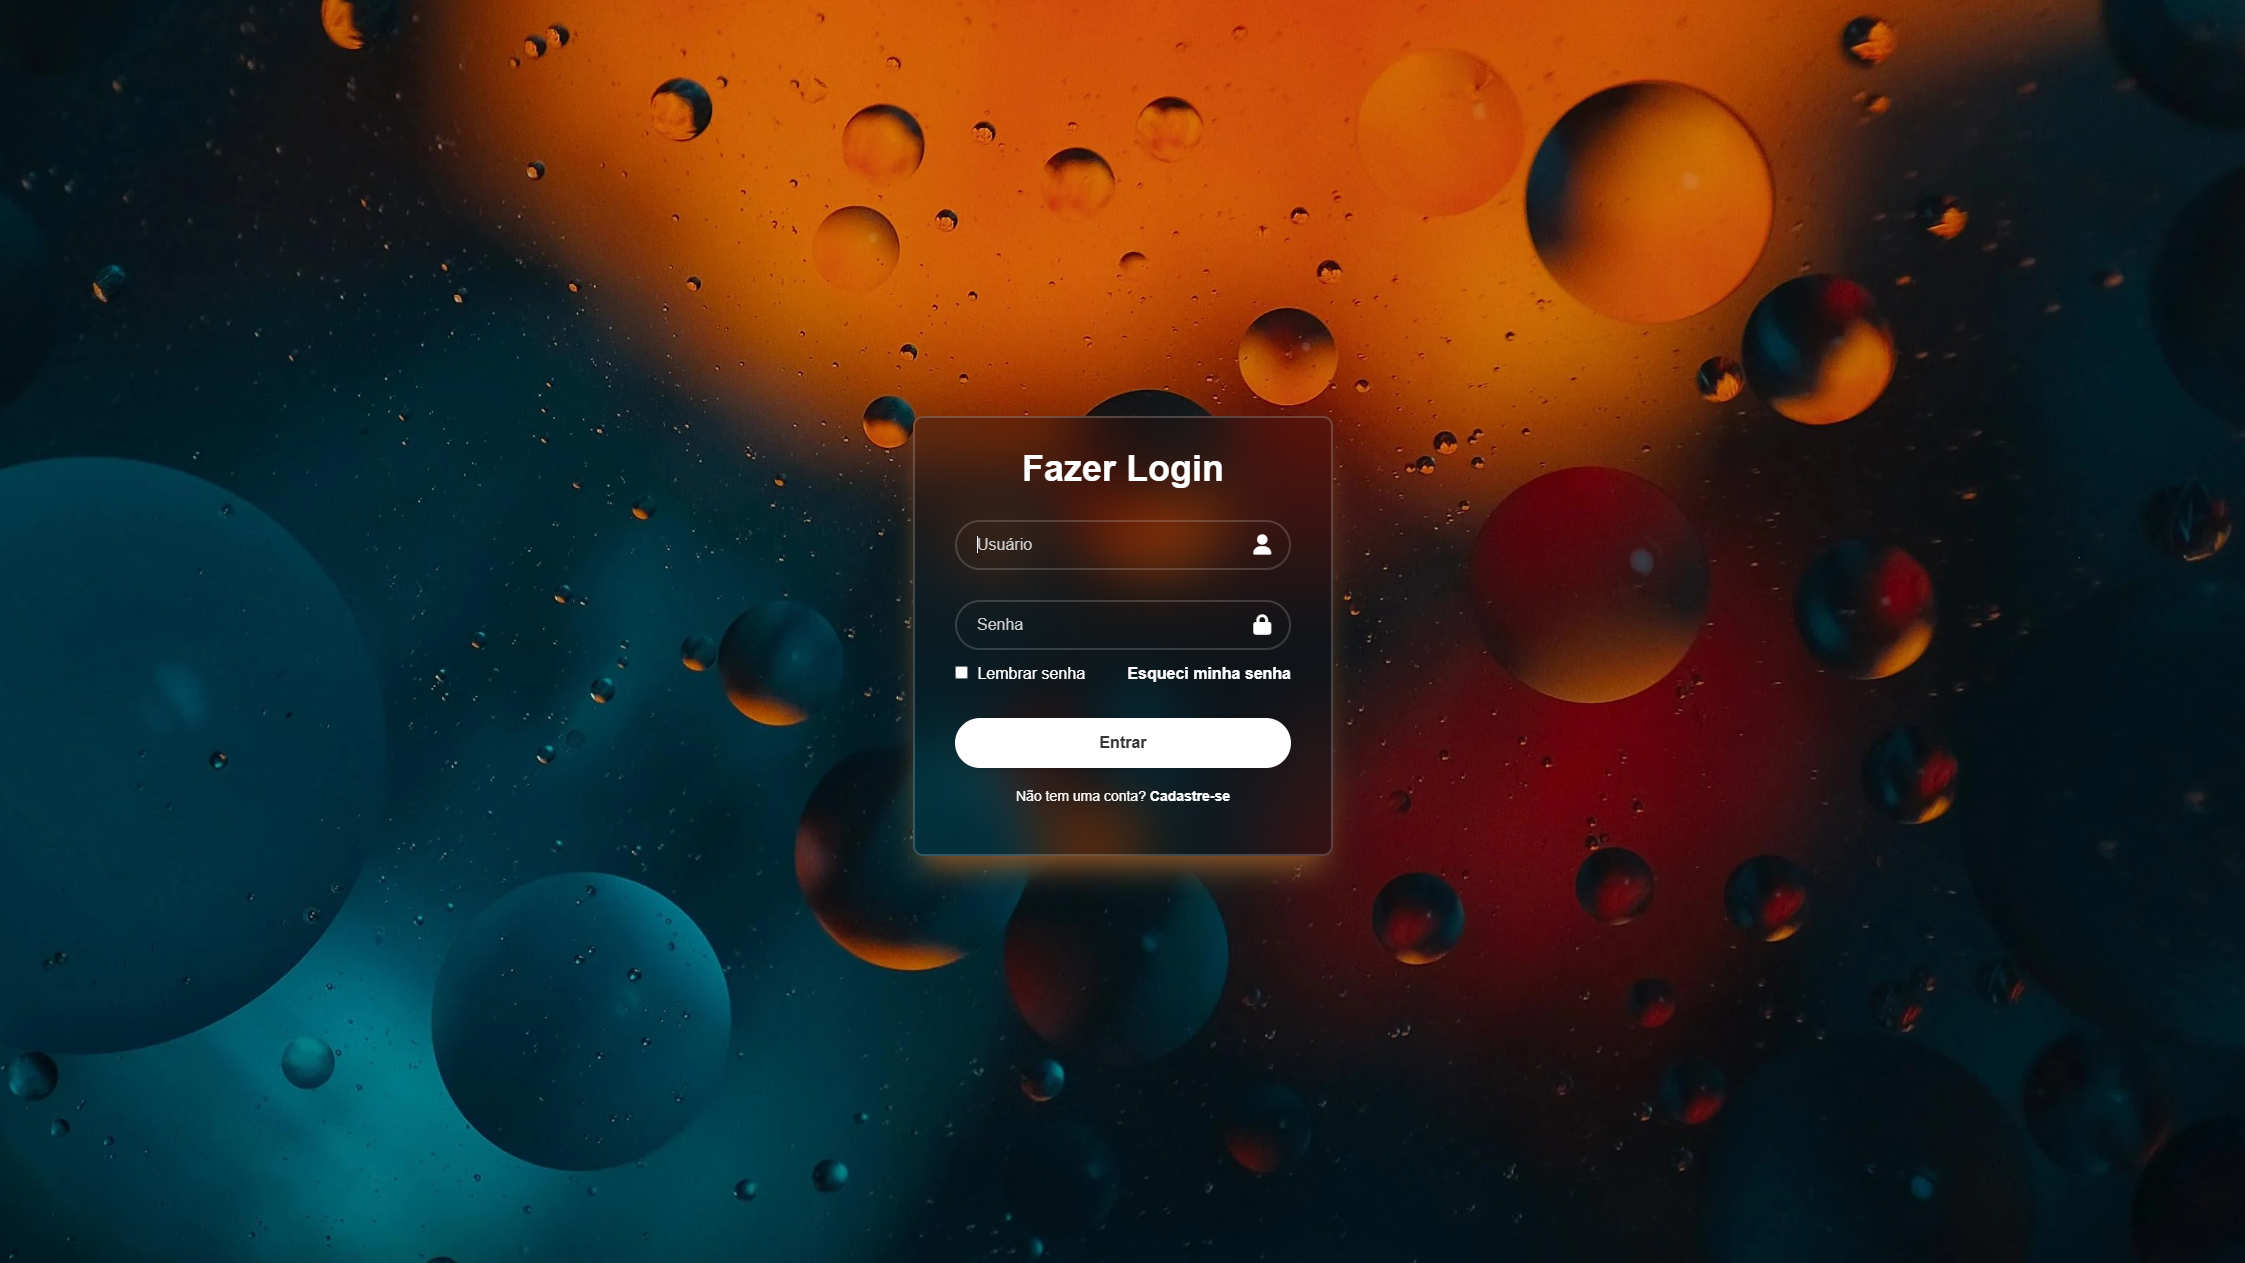 Fazer Login
Usuário
Senha
Lembrar senha Esqueci minha senha
Entrar
Não tem uma conta? Cadastre-se